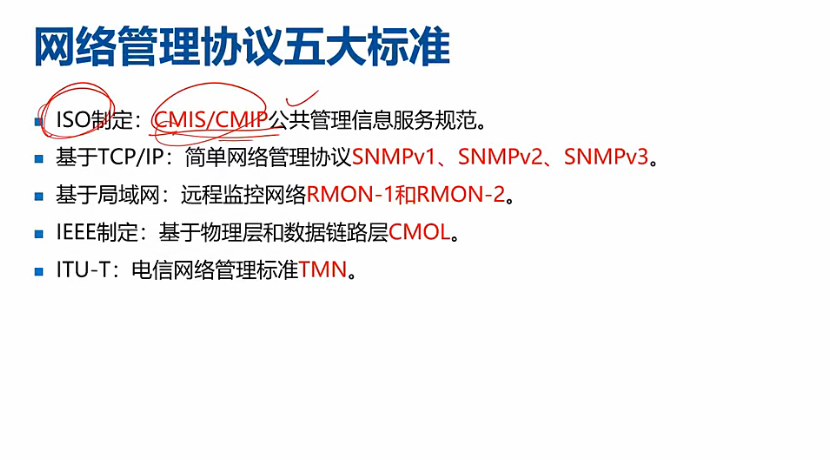 网络管理协议五大标准
ISO制定：CMIS/CMIP公共管理信息服务规范。
基于TCP/IP：简单网络管理协议SNMPv1、SNMPv2、SNMPv3。
基于局域网：远程监控网络RMON-1和RMON-2。
IEEE制定：基于物理层和数据链路层CMOL。
ITU-T：电信网络管理标准TMN。